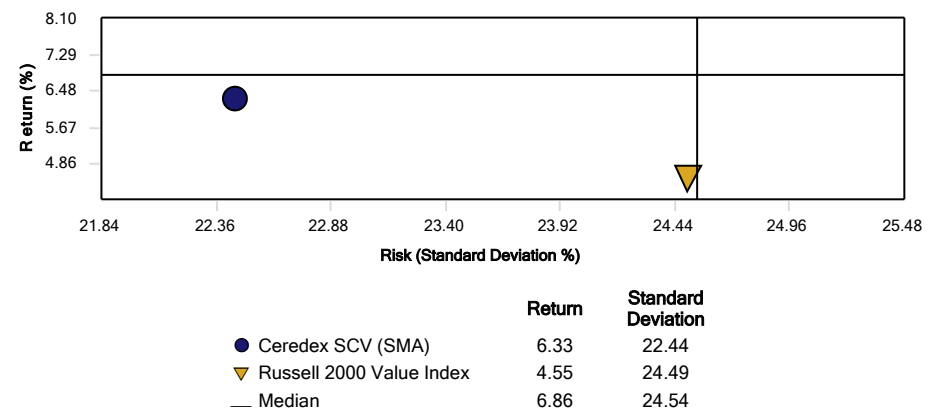 8.10
7.29
6.48
5.67
4.86
Return (%)
21.84 22.36 22.88 23.40 23.92 24.44 24.96 25.48
Risk (Standard Deviation %)
Return Standard Deviation
Ceredex SCV (SMA) 6.33 22.44
Russell 2000 Value Index 4.55 24.49
Median 6.86 24.54